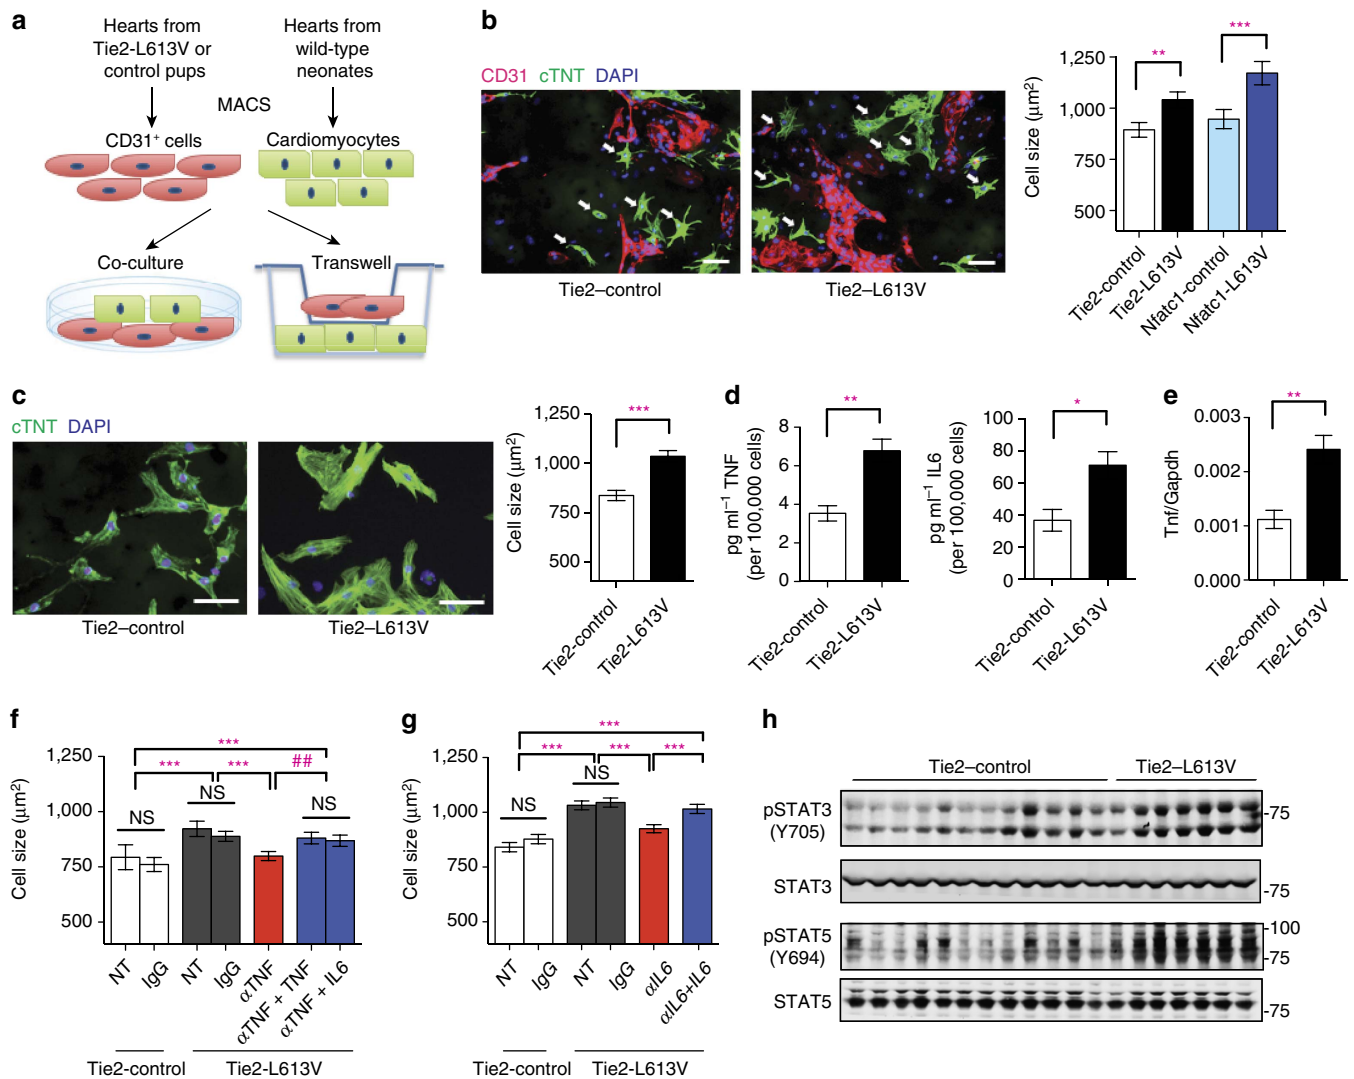 a
Hearts from
Tie2-L613V or
control pups
Hearts from
wild-type
neonates
MACS
CD31⁺ cells
Cardiomyocytes
Co-culture
Transwell
b
CD31 cTNT DAPI
Tie2–control
Tie2–L613V
Cell size (μm²)
1,250
1,000
750
500
**
***
Tie2-control
Tie2-L613V
Nfatc1-control
Nfatc1-L613V
c
cTNT DAPI
Tie2–control
Tie2–L613V
Cell size (μm²)
1,250
1,000
750
500
***
Tie2-control
Tie2-L613V
d
pg ml⁻¹ TNF
(per 100,000 cells)
8
6
4
2
0
**
Tie2-control
Tie2-L613V
pg ml⁻¹ IL6
(per 100,000 cells)
100
80
60
40
20
0
*
Tie2-control
Tie2-L613V
e
Tnf/Gapdh
0.003
0.002
0.001
0.000
**
Tie2-control
Tie2-L613V
f
Cell size (μm²)
1,250
1,000
750
500
***
*** *** ##
NS NS NS
NT
IgG
NT
IgG
αTNF
αTNF + TNF
αTNF + IL6
Tie2-control
Tie2-L613V
g
Cell size (μm²)
1,250
1,000
750
500
***
*** *** ***
NS NS
NT
IgG
NT
IgG
αIL6
αIL6+IL6
Tie2-control
Tie2-L613V
h
Tie2–control
Tie2–L613V
pSTAT3
(Y705)
-75
STAT3
-75
pSTAT5
(Y694)
-100
-75
STAT5
-75